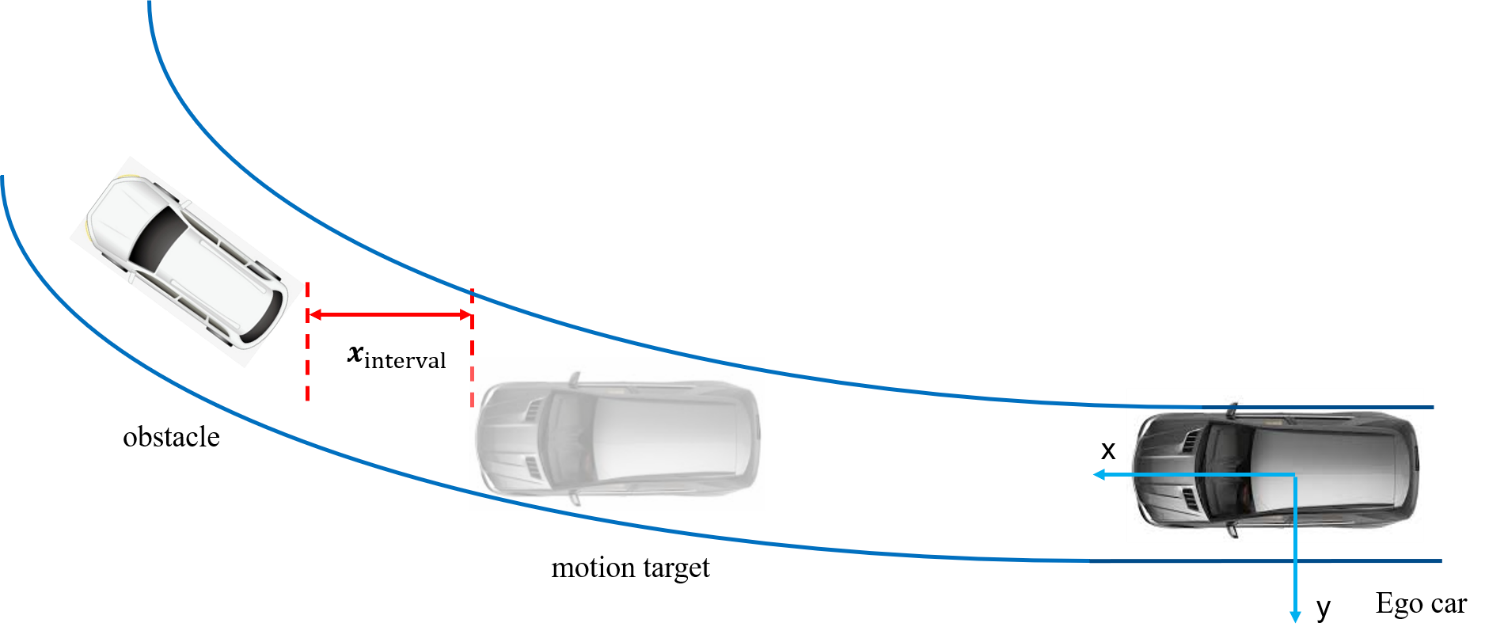 x_interval
obstacle
x
motion target
y
Ego car